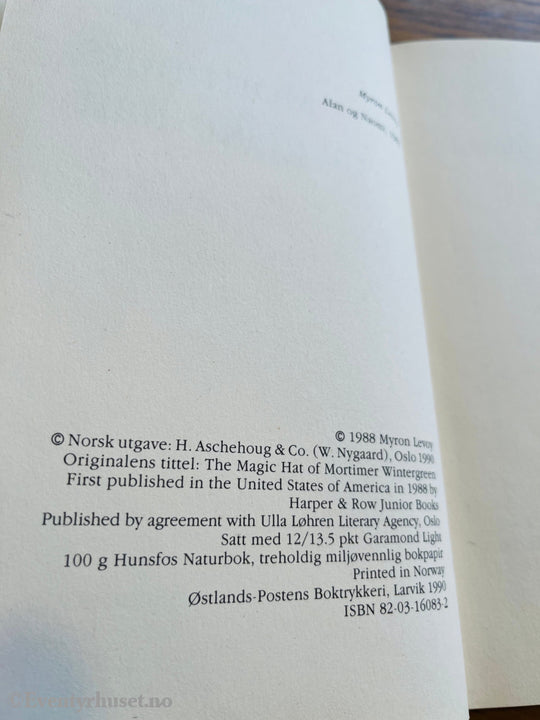 Myron
Alan og Naomi,
© 1988 Myron Levoy
© Norsk utgave: H. Aschehoug & Co. (W. Nygaard), Oslo 1990
Originalens tittel: The Magic Hat of Mortimer Wintergreen
First published in the United States of America in 1988 by
Harper & Row Junior Books
Published by agreement with Ulla Løhren Literary Agency, Oslo
Satt med 12/13.5 pkt Garamond Light
100 g Hunsfos Naturbok, treholdig miljøvennlig bokpapir
Printed in Norway
Østlands-Postens Boktrykkeri, Larvik 1990
ISBN 82-03-16083-2
©Eventyrhuset.no